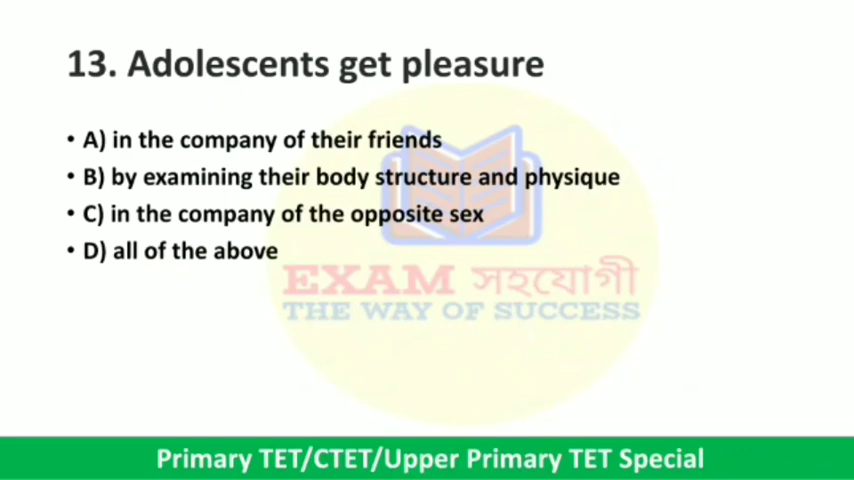 13. Adolescents get pleasure
• A) in the company of their friends
• B) by examining their body structure and physique
• C) in the company of the opposite sex
• D) all of the above
EXAM সহযোগী
THE WAY OF SUCCESS
Primary TET/CTET/Upper Primary TET Special